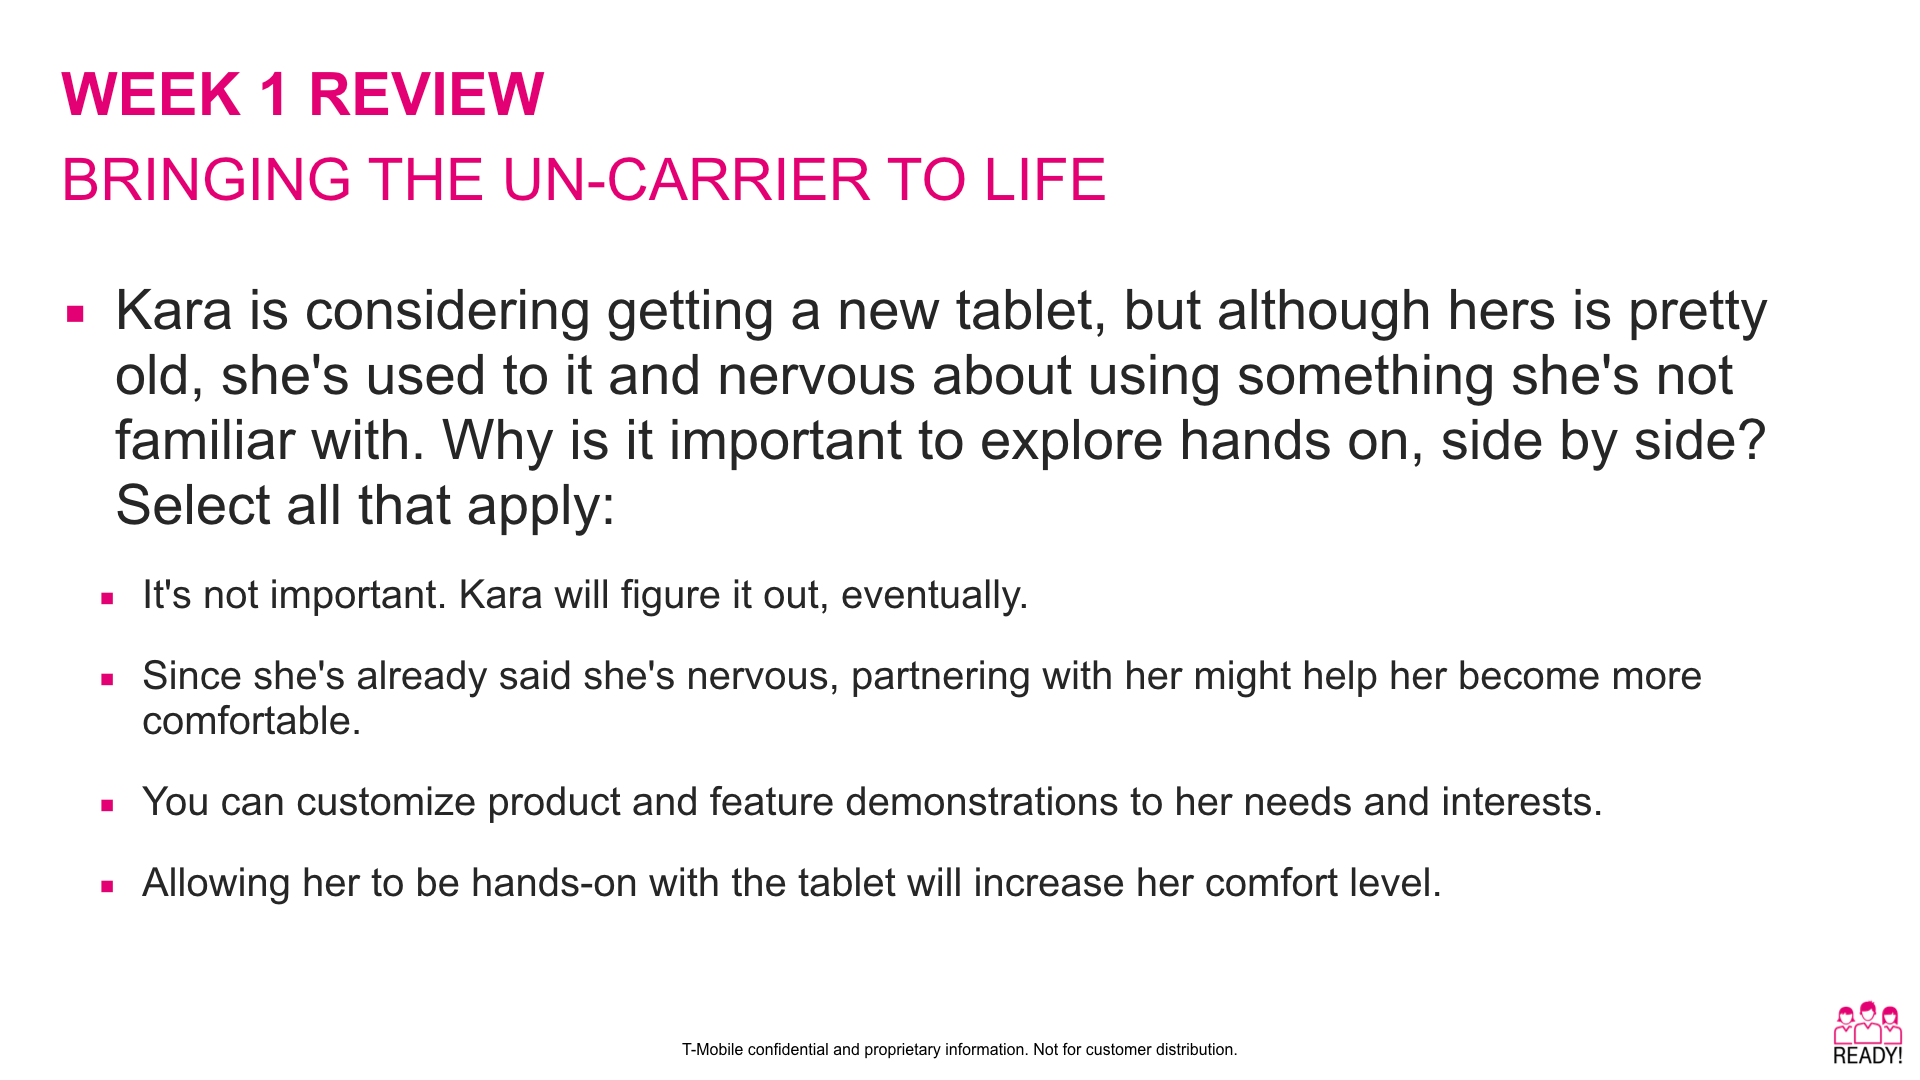 WEEK 1 REVIEW
BRINGING THE UN-CARRIER TO LIFE
Kara is considering getting a new tablet, but although hers is pretty
old, she's used to it and nervous about using something she's not
familiar with. Why is it important to explore hands on, side by side?
Select all that apply:
It's not important. Kara will figure it out, eventually.
Since she's already said she's nervous, partnering with her might help her become more
comfortable.
You can customize product and feature demonstrations to her needs and interests.
Allowing her to be hands-on with the tablet will increase her comfort level.
T-Mobile confidential and proprietary information. Not for customer distribution.
READY!